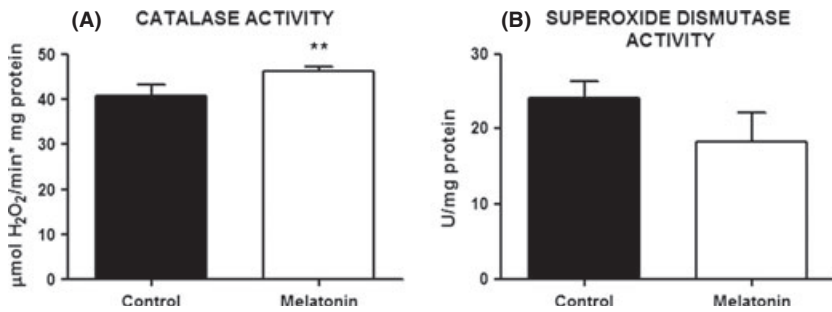 (A) CATALASE ACTIVITY
**
µmol H₂O₂/min* mg protein
50
40
30
20
10
0
Control Melatonin
(B) SUPEROXIDE DISMUTASE
ACTIVITY
U/mg protein
30
20
10
0
Control Melatonin